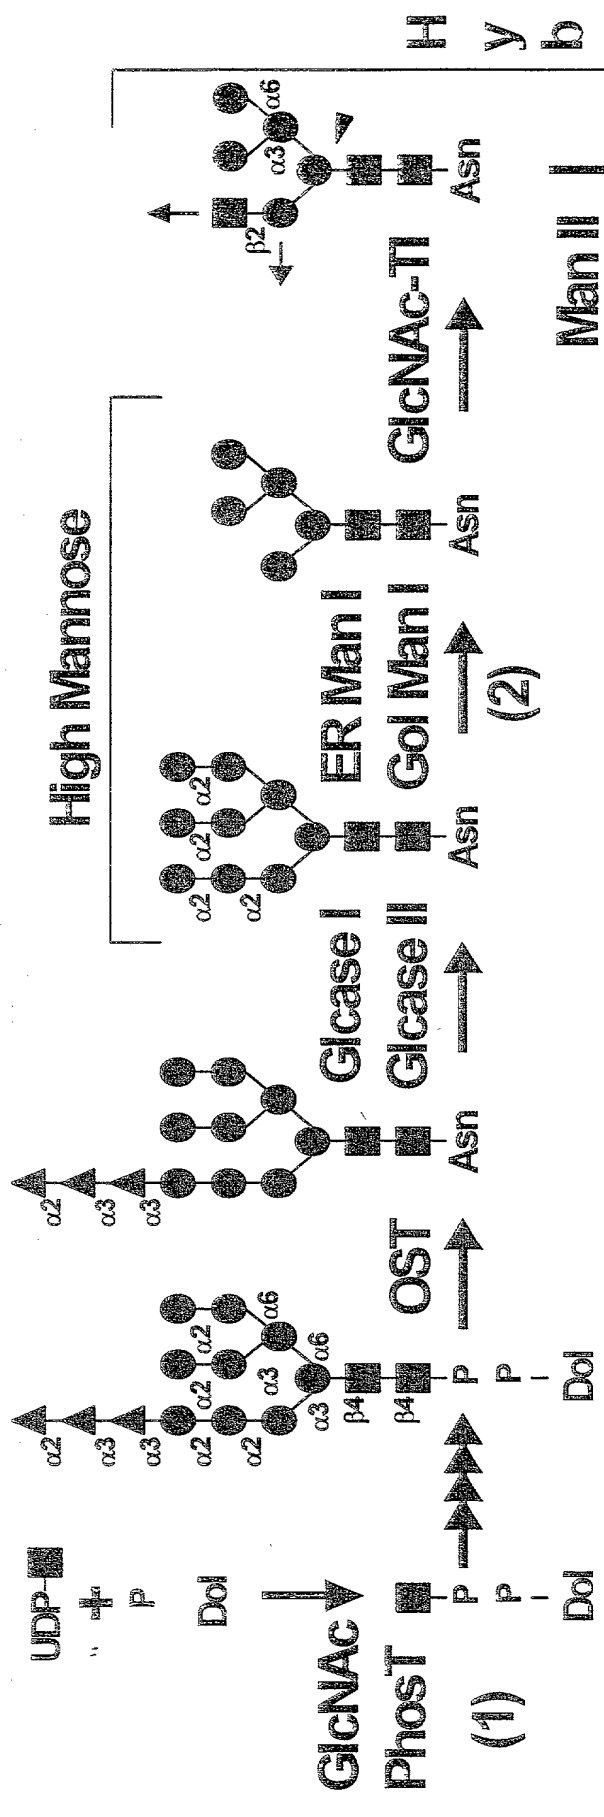 High Mannose
UDP-
+
P
Dol
GlcNAc
PhosT
(1)
P
P
Dol
α2
α3
α3
α2
α2
α2
α2
α3
α6
α3
α6
β4
β4
P
P
Dol
OST
α2
α3
α3
Asn
Glcase I
Glcase II
α2
α2
α2
α2
Asn
ER Man I
Gol Man I
(2)
Asn
GlcNAc-TI
β2
α3
α6
Asn
Man II
H
y
b